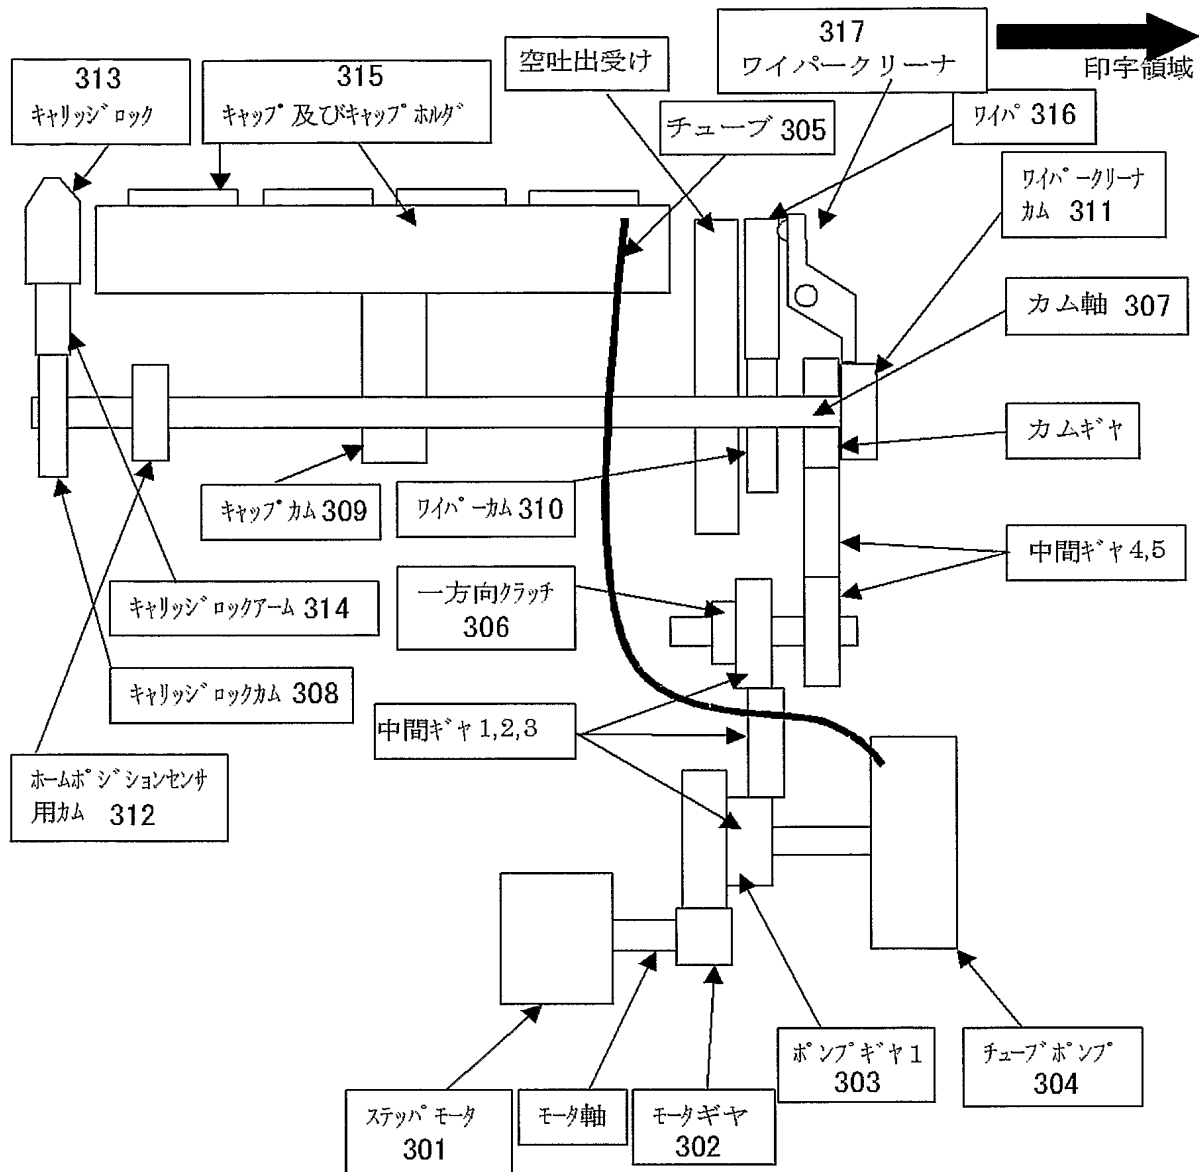 313
キャリッジロック
315
キャップ及びキャップホルダ
空吐出受け
317
ワイパークリーナ
印字領域
チューブ 305
ワイパ 316
ワイパークリーナ
カム 311
カム軸 307
カムギヤ
キャップカム 309
ワイパーカム 310
中間ギヤ4,5
一方向クラッチ
306
キャリッジロックアーム 314
キャリッジロックカム 308
中間ギヤ1,2,3
ホームポジションセンサ
用カム 312
ポンプギヤ1
303
チューブポンプ
304
ステッパモータ
301
モータ軸
モータギヤ
302